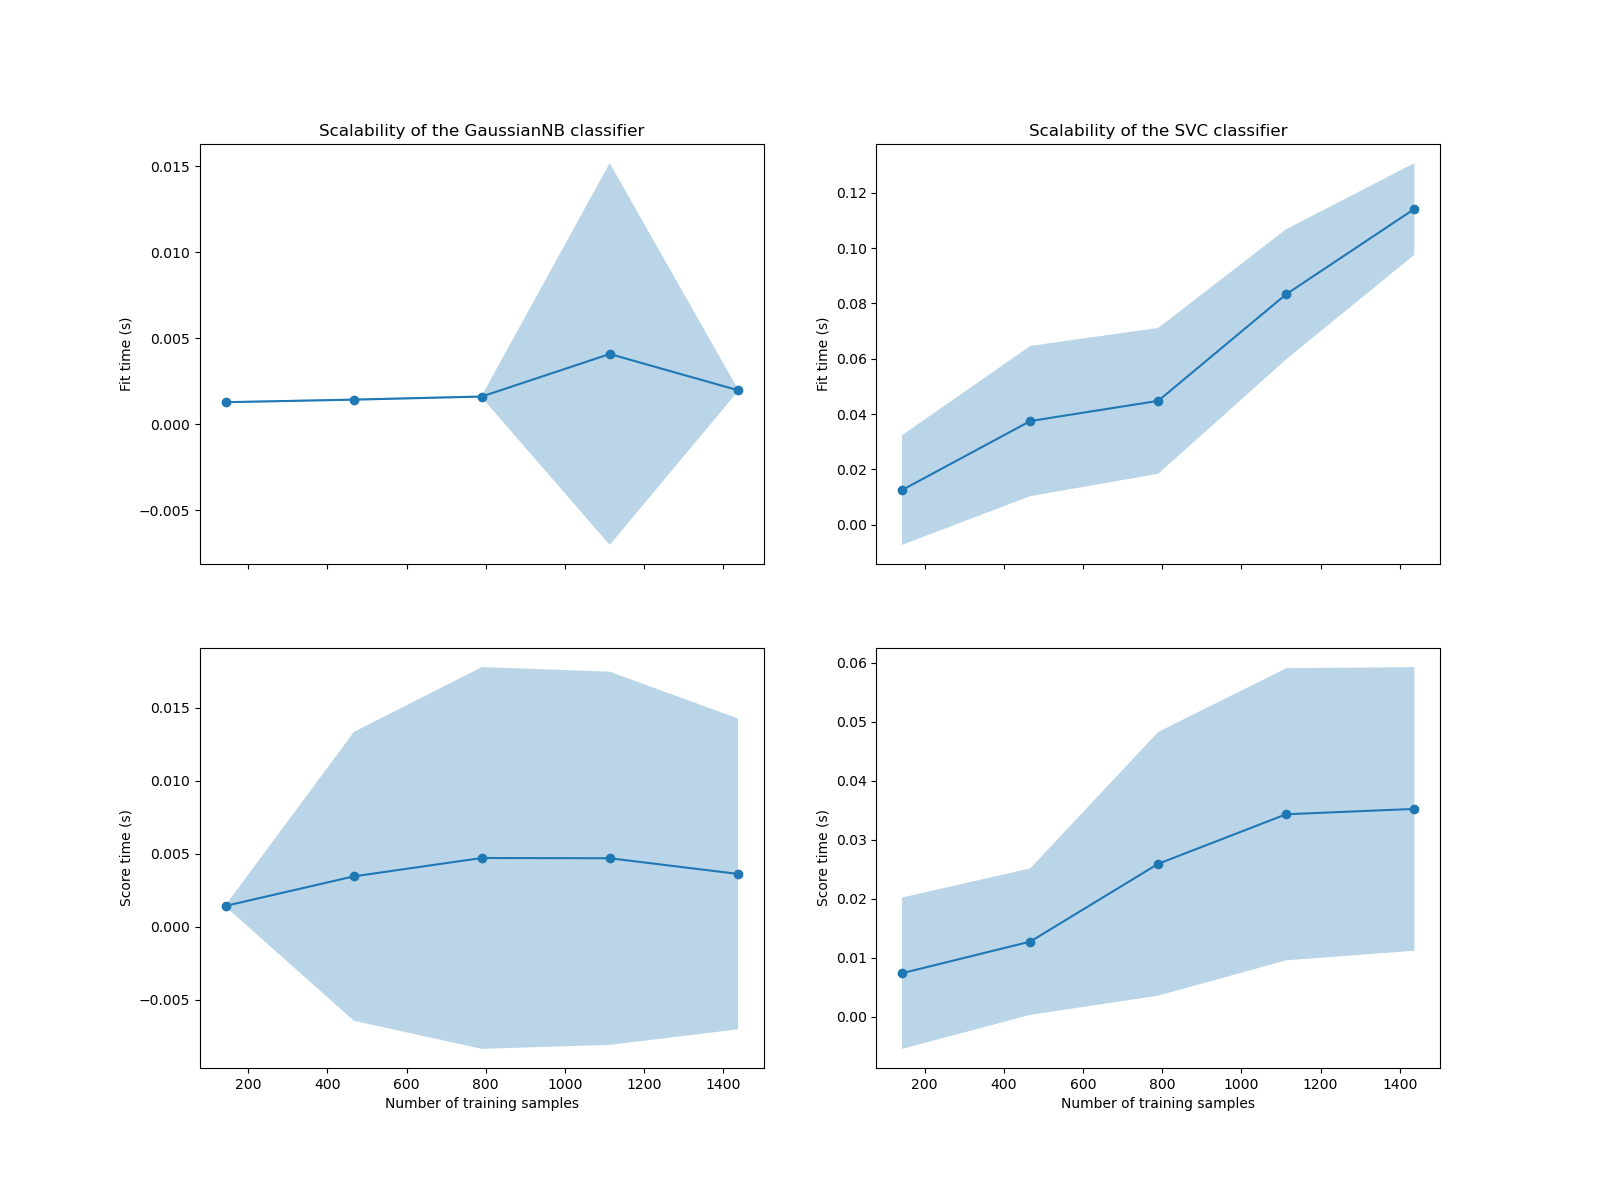 Scalability of the GaussianNB classifier
0.015
0.010
0.005
0.000
−0.005
Fit time (s)
Scalability of the SVC classifier
0.12
0.10
0.08
0.06
0.04
0.02
0.00
Fit time (s)
0.015
0.010
0.005
0.000
−0.005
Score time (s)
200 400 600 800 1000 1200 1400
Number of training samples
0.06
0.05
0.04
0.03
0.02
0.01
0.00
Score time (s)
200 400 600 800 1000 1200 1400
Number of training samples